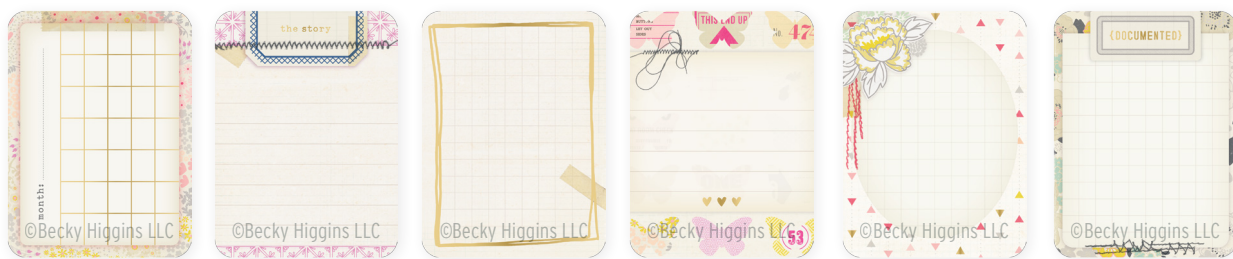 month:
©Becky Higgins LLC
the story
©Becky Higgins LLC
©Becky Higgins LLC
THIS END UP
No. 47
©Becky Higgins LLC
53
©Becky Higgins LLC
{DOCUMENTED}
©Becky Higgins LLC